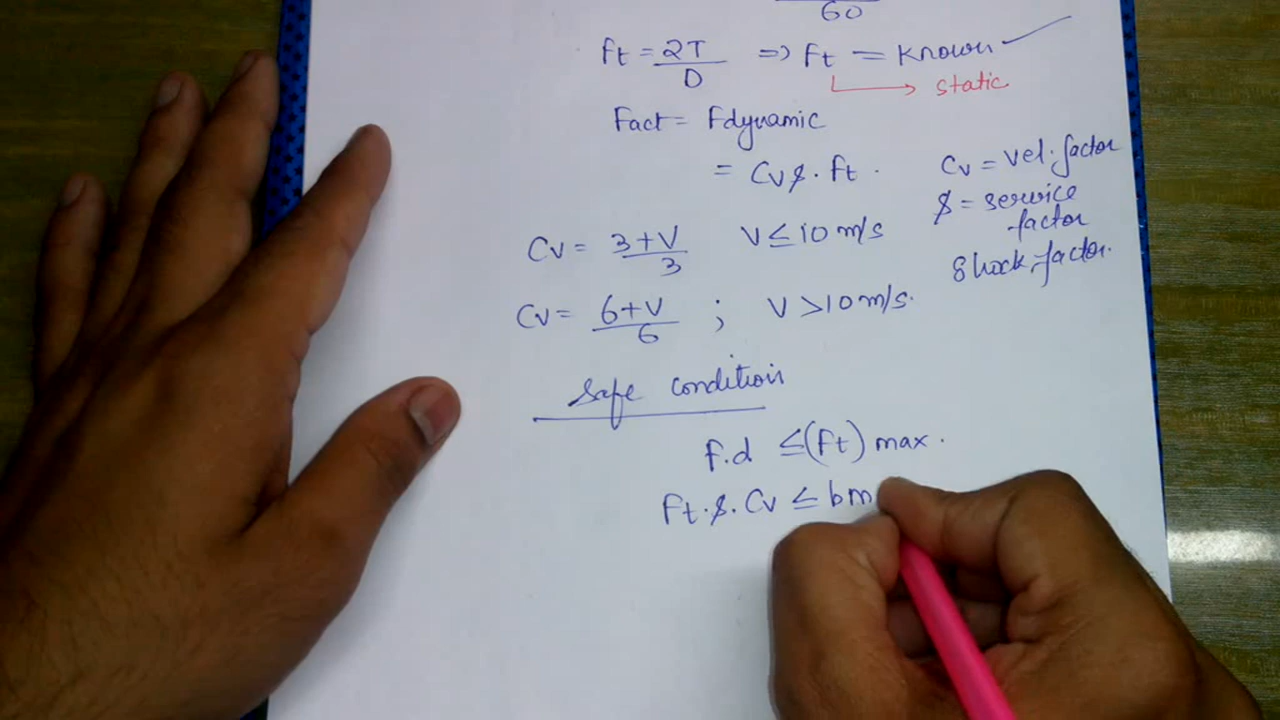 60
Ft = 2T/D ⇒ Ft = Known ✓
→ static
Fact = Fdynamic
= Cv $. Ft .
Cv = vel. factor
$ = service
factor
Shock factor.
Cv = 3+V/3 V ≤ 10 m/s
Cv = 6+V/6 ; V > 10 m/s.
Safe condition
F.d ≤ (Ft) max.
Ft. $. Cv ≤ bm